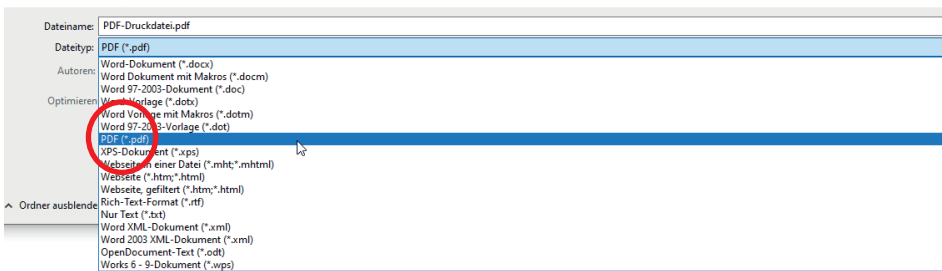 Dateiname: PDF-Druckdatei.pdf
Dateityp: PDF (*.pdf)
Autoren:
Optimieren
Word-Dokument (*.docx)
Word Dokument mit Makros (*.docm)
Word 97-2003-Dokument (*.doc)
Word-Vorlage (*.dotx)
Word Vorlage mit Makros (*.dotm)
Word 97-2003-Vorlage (*.dot)
PDF (*.pdf)
XPS-Dokument (*.xps)
Webseite in einer Datei (*.mht;*.mhtml)
Webseite (*.htm;*.html)
Webseite, gefiltert (*.htm;*.html)
Rich-Text-Format (*.rtf)
Nur Text (*.txt)
Word XML-Dokument (*.xml)
Word 2003 XML-Dokument (*.xml)
OpenDocument-Text (*.odt)
Works 6 - 9-Dokument (*.wps)
Ordner ausblende